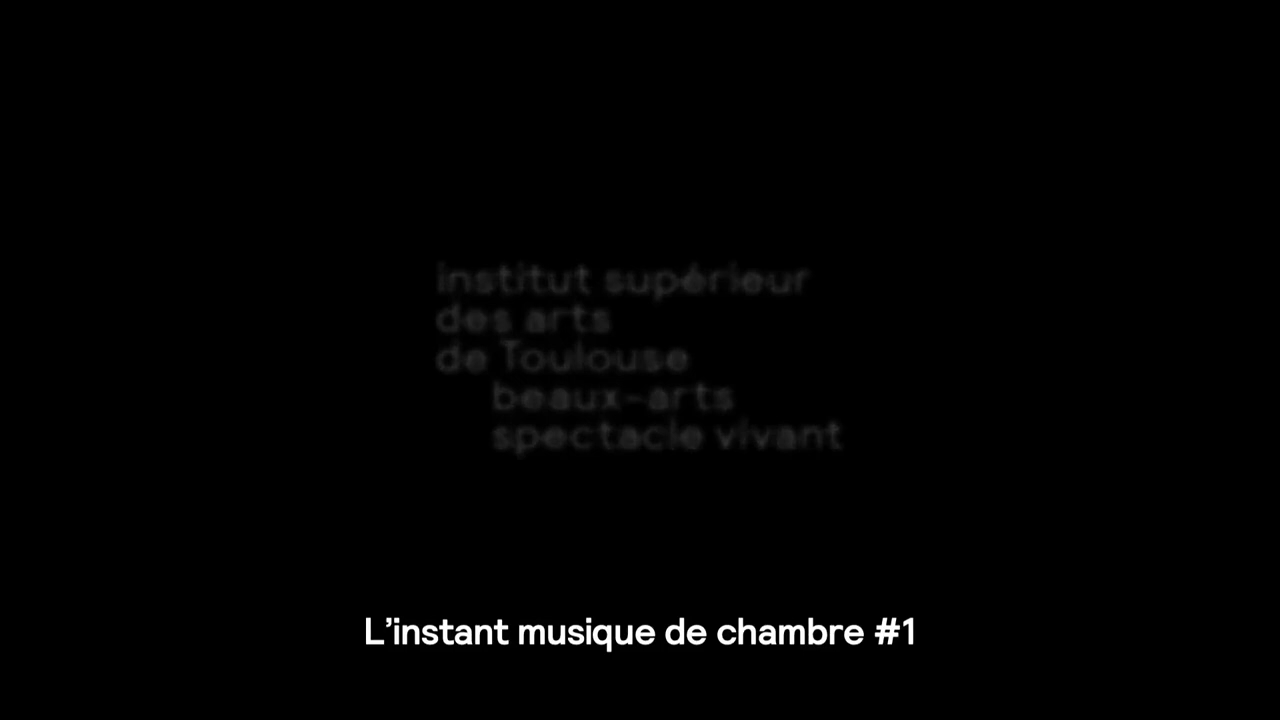 institut supérieur
des arts
de Toulouse
beaux-arts
spectacle vivant
L’instant musique de chambre #1